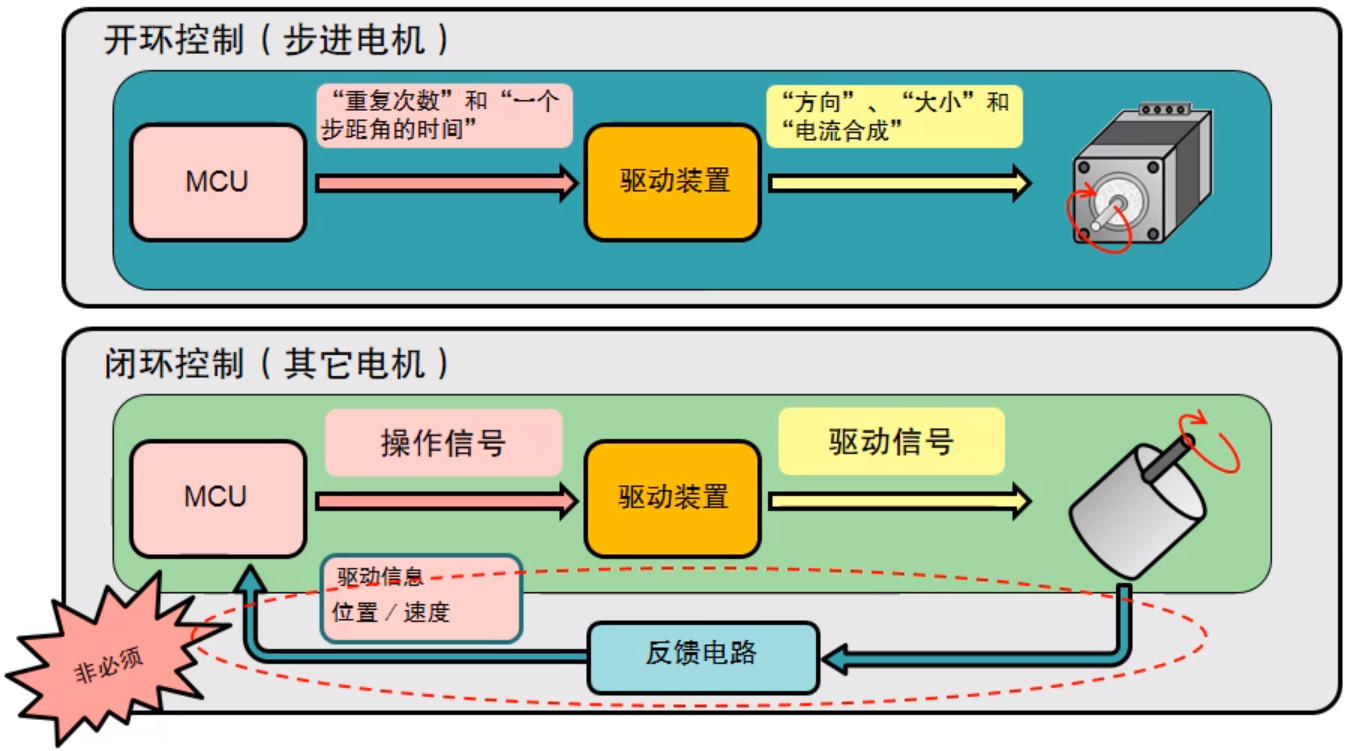 开环控制（步进电机）
“重复次数”和“一个
步距角的时间”
“方向”、“大小”和
“电流合成”
MCU
驱动装置
闭环控制（其它电机）
操作信号
驱动信号
MCU
驱动装置
驱动信息
位置/速度
反馈电路
非必须